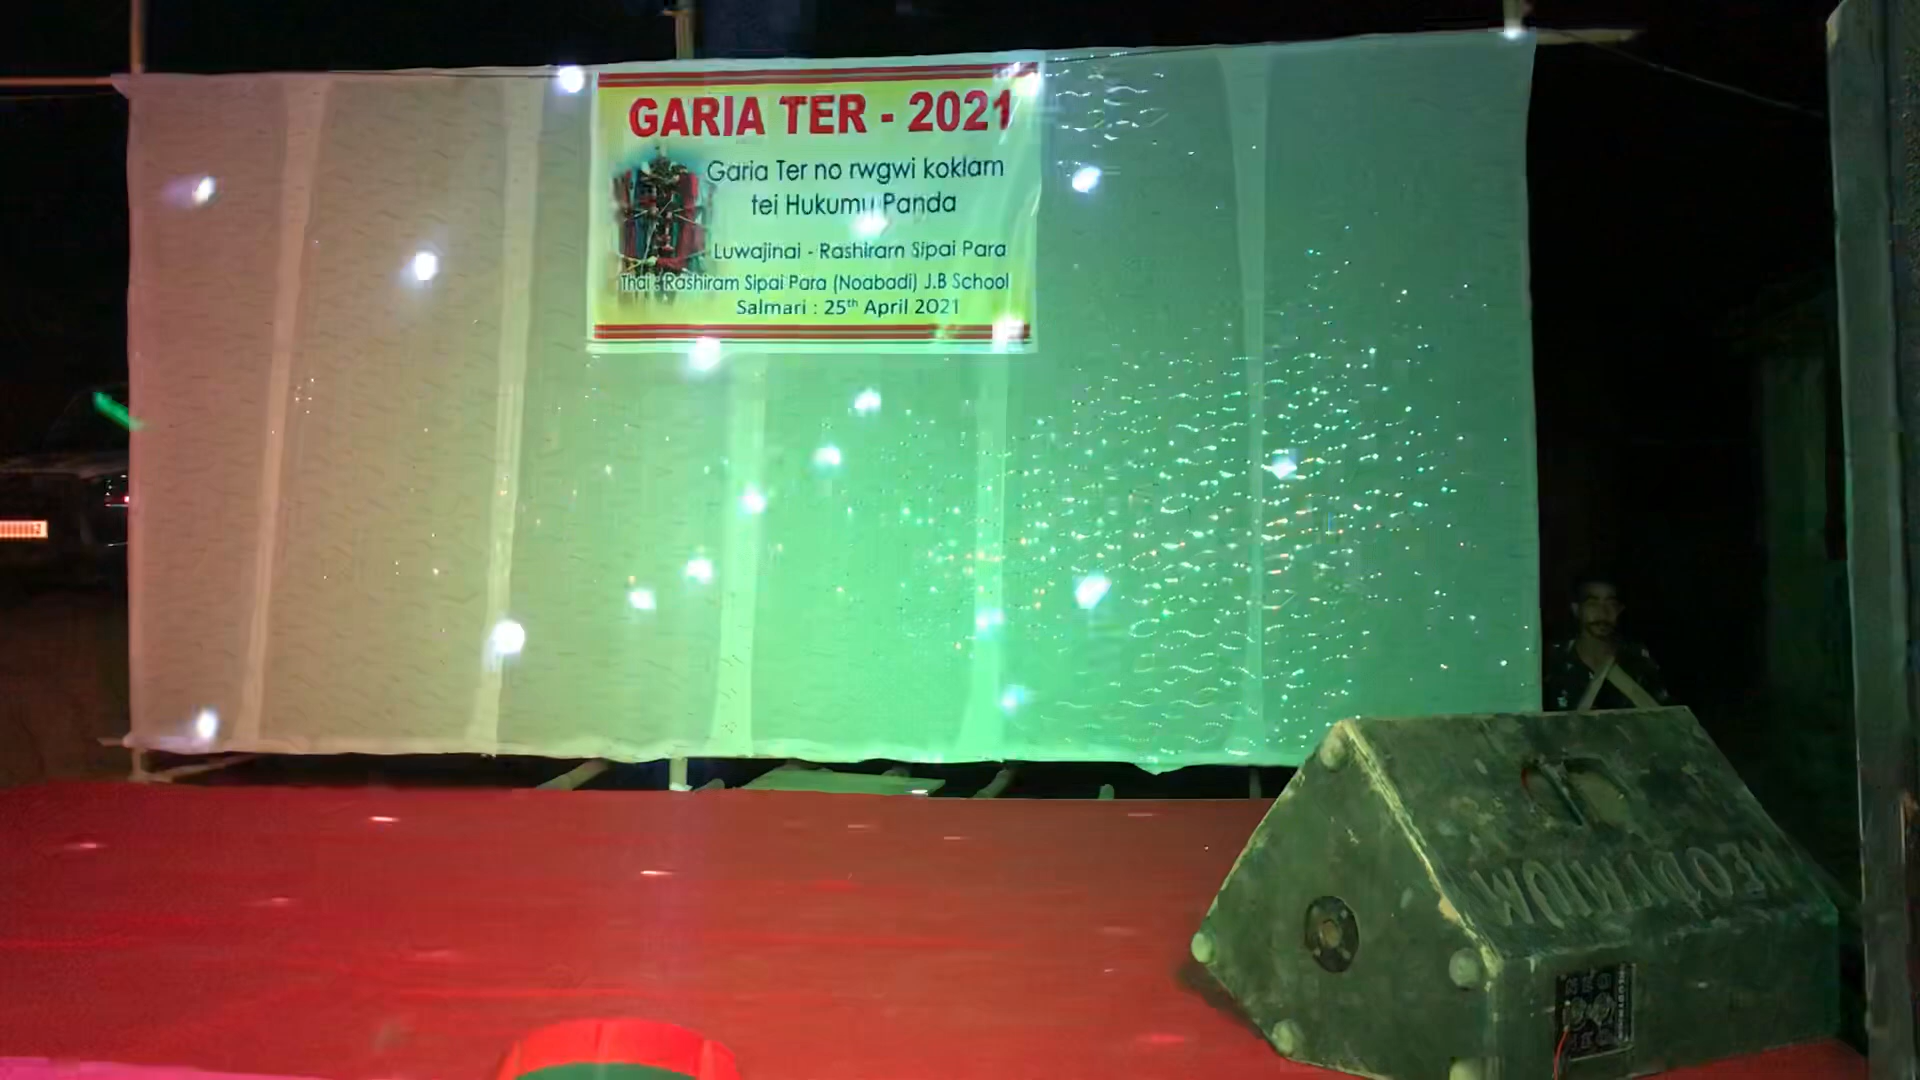 GARIA TER - 2021
Garia Ter no rwgwi koklam
tei Hukumu Panda
Luwajinai - Rashiram Sipai Para
Thai : Rashiram Sipai Para (Noabadi) J.B School
Salmari : 25th April 2021
NEODYMIUM